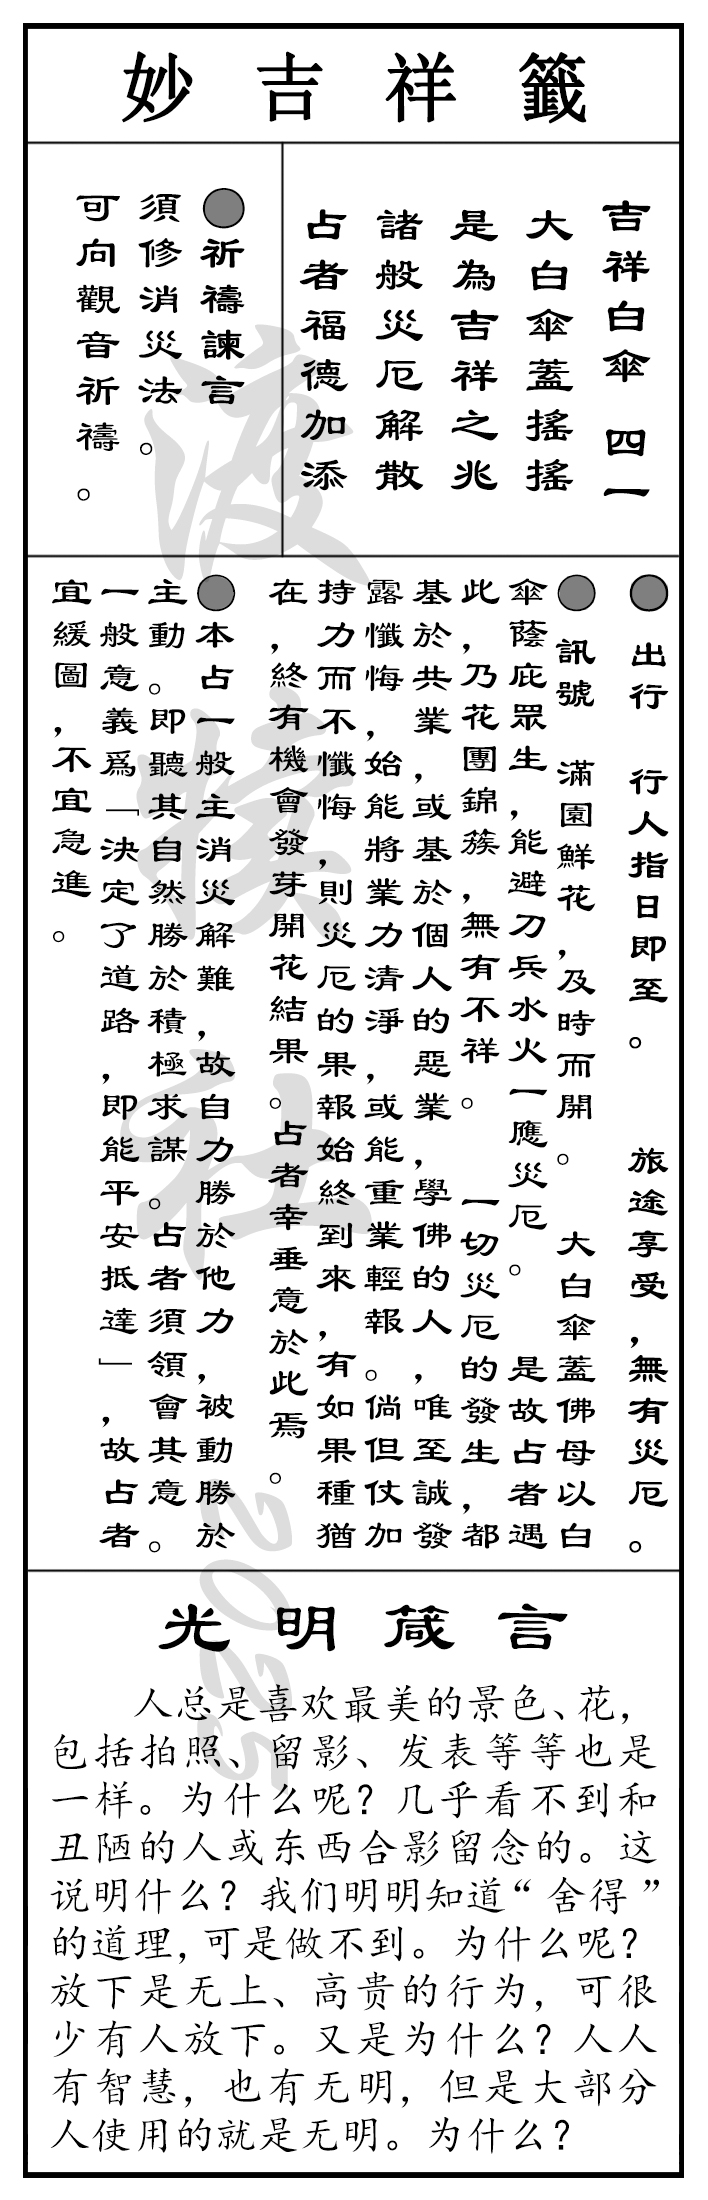 妙吉祥籤
吉祥白傘 四一
大白傘蓋搖搖
是為吉祥之兆
諸般災厄解散
占者福德加添
●祈禱諫言
須修消災法。
可向觀音祈禱。
● 出行 行人指日即至。 旅途享受，無有災厄。
● 訊號 滿園鮮花，及時而開。 大白傘蓋佛母以白
傘蔭庇眾生，能避刀兵水火一應災厄。 是故占者遇
此，乃花團錦簇，無有不祥。 一切災厄的發生，都
基於共業，或基於個人的惡業，學佛的人，唯至誠發
露懺悔，始能將業力清淨，或能重業輕報。倘但仗加
持力而不懺悔，則災厄的果報始終到來，有如果種猶
在，終有機會發芽開花結果。占者幸垂意於此焉。
●本占一般主消災解難，故自力勝於他力，被動勝於
主動。即聽其自然勝於積極求謀。占者須領會其意。
一般意義爲「決定了道路，即能平安抵達」，故占者
宜緩圖，不宜急進。
光明箴言
人总是喜欢最美的景色、花，
包括拍照、留影、发表等等也是
一样。为什么呢？几乎看不到和
丑陋的人或东西合影留念的。这
说明什么？我们明明知道“舍得”
的道理，可是做不到。为什么呢？
放下是无上、高贵的行为，可很
少有人放下。又是为什么？人人
有智慧，也有无明，但是大部分
人使用的就是无明。为什么？
渡犊社2025